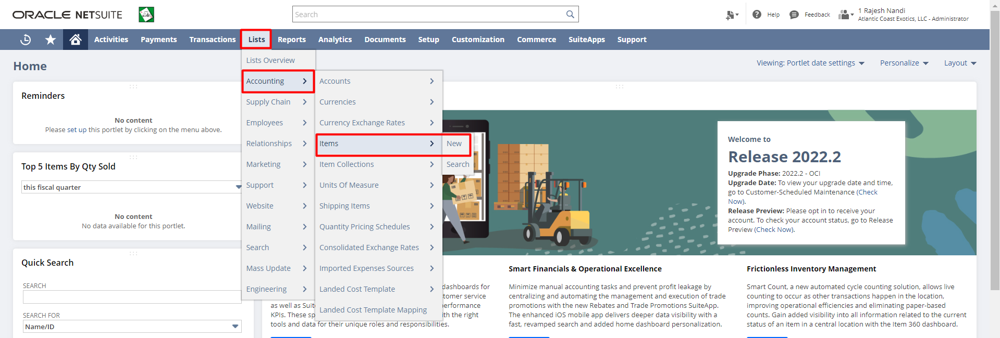 ORACLE NETSUITE
Search
Help
Feedback
1 Rajesh Nandi
Atlantic Coast Exotics, LLC - Administrator
Activities
Payments
Transactions
Lists
Reports
Analytics
Documents
Setup
Customization
Commerce
SuiteApps
Support
Home
Viewing: Portlet date settings
Personalize
Layout
Lists Overview
Accounting
Supply Chain
Employees
Relationships
Marketing
Support
Website
Mailing
Search
Mass Update
Engineering
Accounts
Currencies
Currency Exchange Rates
Items
Item Collections
Units Of Measure
Shipping Items
Quantity Pricing Schedules
Consolidated Exchange Rates
Imported Expenses Sources
Landed Cost Template
Landed Cost Template Mapping
New
Search
Reminders
No content
Please set up this portlet by clicking on the menu above.
Top 5 Items By Qty Sold
this fiscal quarter
No content
No data available for this portlet.
Quick Search
SEARCH
SEARCH FOR
Name/ID
Welcome to
Release 2022.2
Upgrade Phase: 2022.2 - OCI
Upgrade Date: To view your upgrade date and time,
go to Customer-Scheduled Maintenance (Check
Now).
Release Preview: Please opt in to receive your
account. To check your account status, go to Release
Preview (Check Now).
dashboards for
service
as well as
KPIs. These
with the right
tools and data for their unique roles and responsibilities.
Smart Financials & Operational Excellence
Minimize manual accounting tasks and prevent profit leakage by
centralizing and automating the management and execution of trade
promotions with the new Rebates and Trade Promotions SuiteApp.
The enhanced iOS mobile app delivers deeper data visibility with a
fast, revamped search and added home dashboard personalization.
Frictionless Inventory Management
Smart Count, a new automated cycle counting solution, allows live
counting to occur as other transactions happen in the location,
improving operational efficiencies and eliminating paper-based
counts. Gain added visibility into all information related to the current
status of an item in a central location with the Item 360 dashboard.